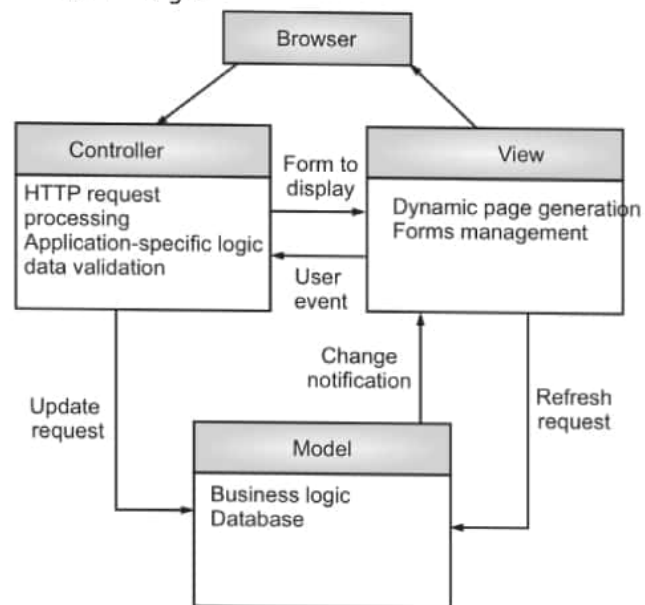 Browser
Controller
HTTP request
processing
Application-specific logic
data validation
Form to
display
User
event
View
Dynamic page generation
Forms management
Change
notification
Update
request
Refresh
request
Model
Business logic
Database